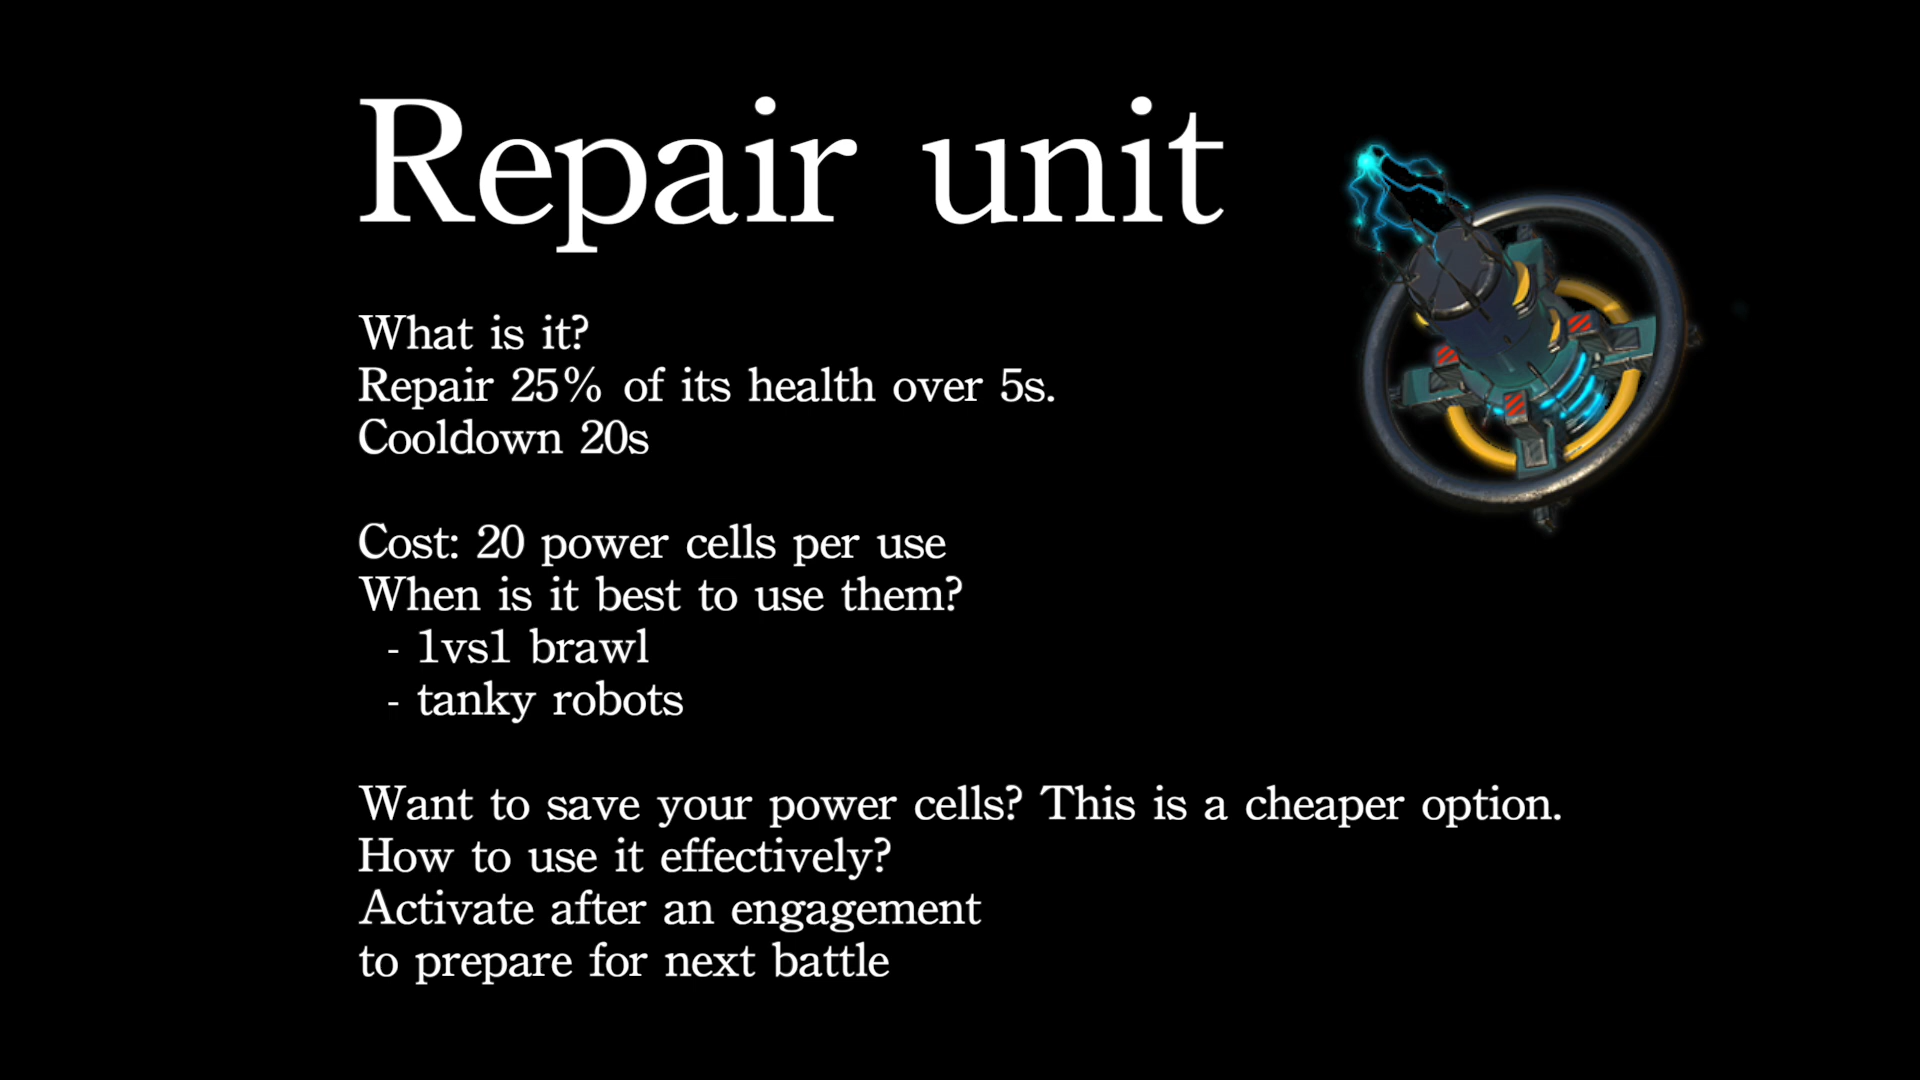 Repair unit
What is it?
Repair 25% of its health over 5s.
Cooldown 20s
Cost: 20 power cells per use
When is it best to use them?
- 1vs1 brawl
- tanky robots
Want to save your power cells? This is a cheaper option.
How to use it effectively?
Activate after an engagement
to prepare for next battle